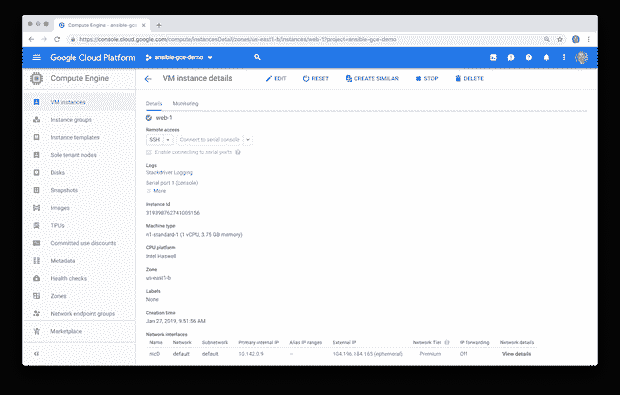 Compute Engine - ansible-gc
https://console.cloud.google.com/compute/instancesDetail/zones/us-east1-b/instances/web-1?project=ansible-gce-demo
Google Cloud Platform
ansible-gce-demo
Compute Engine
VM instance details
EDIT
RESET
CREATE SIMILAR
STOP
DELETE
VM instances
Instance groups
Instance templates
Sole tenant nodes
Disks
Snapshots
Images
TPUs
Committed use discounts
Metadata
Health checks
Zones
Network endpoint groups
Marketplace
Details Monitoring
web-1
Remote access
SSH Connect to serial console
Enable connecting to serial ports
Logs
Stackdriver Logging
Serial port 1 (console)
More
Instance Id
Machine type
n1-standard-1 (1 vCPU, 3.75 GB memory)
CPU platform
Intel Haswell
Zone
us-east1-b
Labels
None
Creation time
Jan 27, 2019, 9:51:56 AM
Network interfaces
Name Network Subnetwork Primary internal IP Alias IP ranges External IP Network Tier IP forwarding Network details
nic0 default default 10.142.0.9 – 104.196.184.165 (ephemeral) Premium Off View details